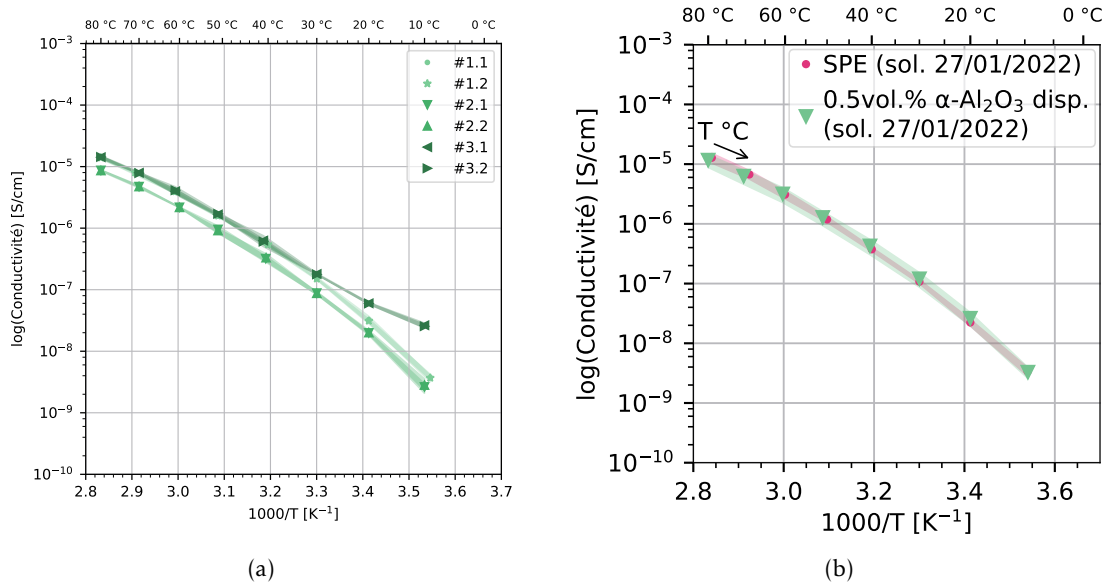 80 °C 70 °C 60 °C 50 °C 40 °C 30 °C 20 °C 10 °C 0 °C
10⁻³
10⁻⁴
10⁻⁵
10⁻⁶
10⁻⁷
10⁻⁸
10⁻⁹
10⁻¹⁰
log(Conductivité) [S/cm]
#1.1
#1.2
#2.1
#2.2
#3.1
#3.2
2.8 2.9 3.0 3.1 3.2 3.3 3.4 3.5 3.6 3.7
1000/T [K⁻¹]
(a)
80 °C 60 °C 40 °C 20 °C 0 °C
10⁻³
10⁻⁴
10⁻⁵
10⁻⁶
10⁻⁷
10⁻⁸
10⁻⁹
10⁻¹⁰
log(Conductivité) [S/cm]
SPE (sol. 27/01/2022)
0.5vol.% α-Al₂O₃ disp.
(sol. 27/01/2022)
T °C
2.8 3.0 3.2 3.4 3.6
1000/T [K⁻¹]
(b)